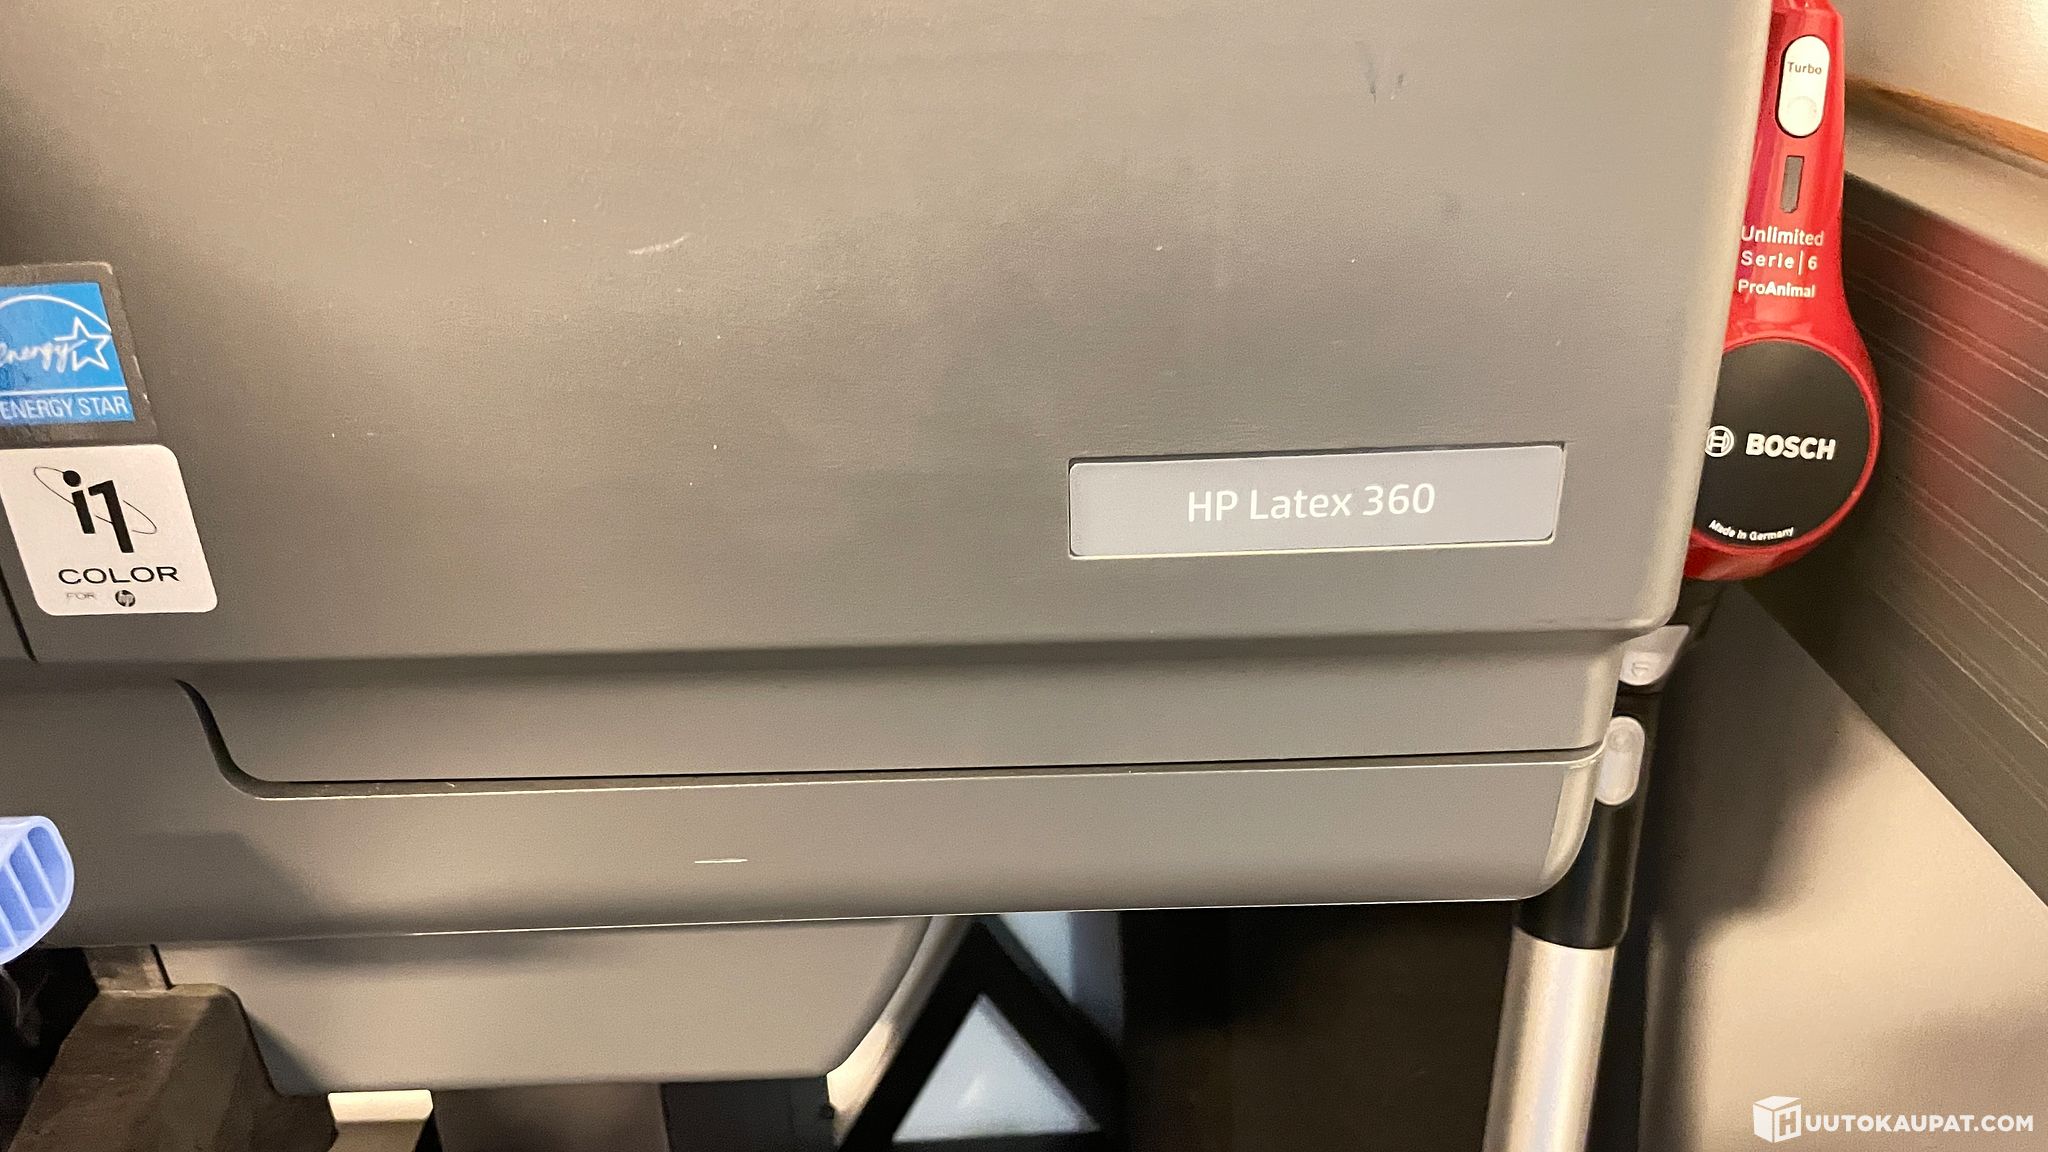 Turbo
Unlimited
Serie|6
ProAnimal
BOSCH
Made in Germany
energy
ENERGY STAR
i1
COLOR
FOR hp
HP Latex 360
HUUTOKAUPAT.COM